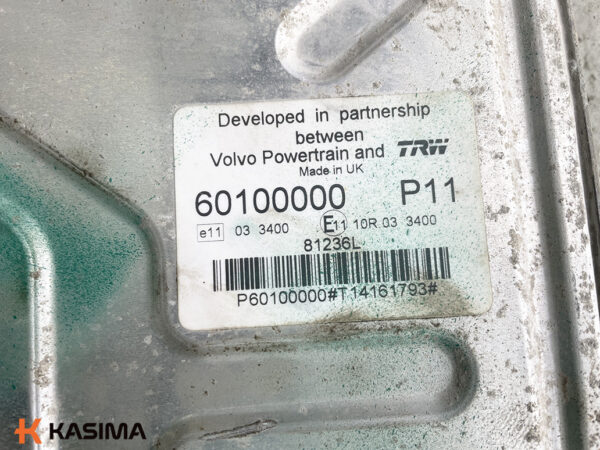 Developed in partnership
between
Volvo Powertrain and TRW
Made in UK
60100000 P11
e11 03 3400 E11 10R 03 3400
81236L
P60100000#T14161793#
KASIMA